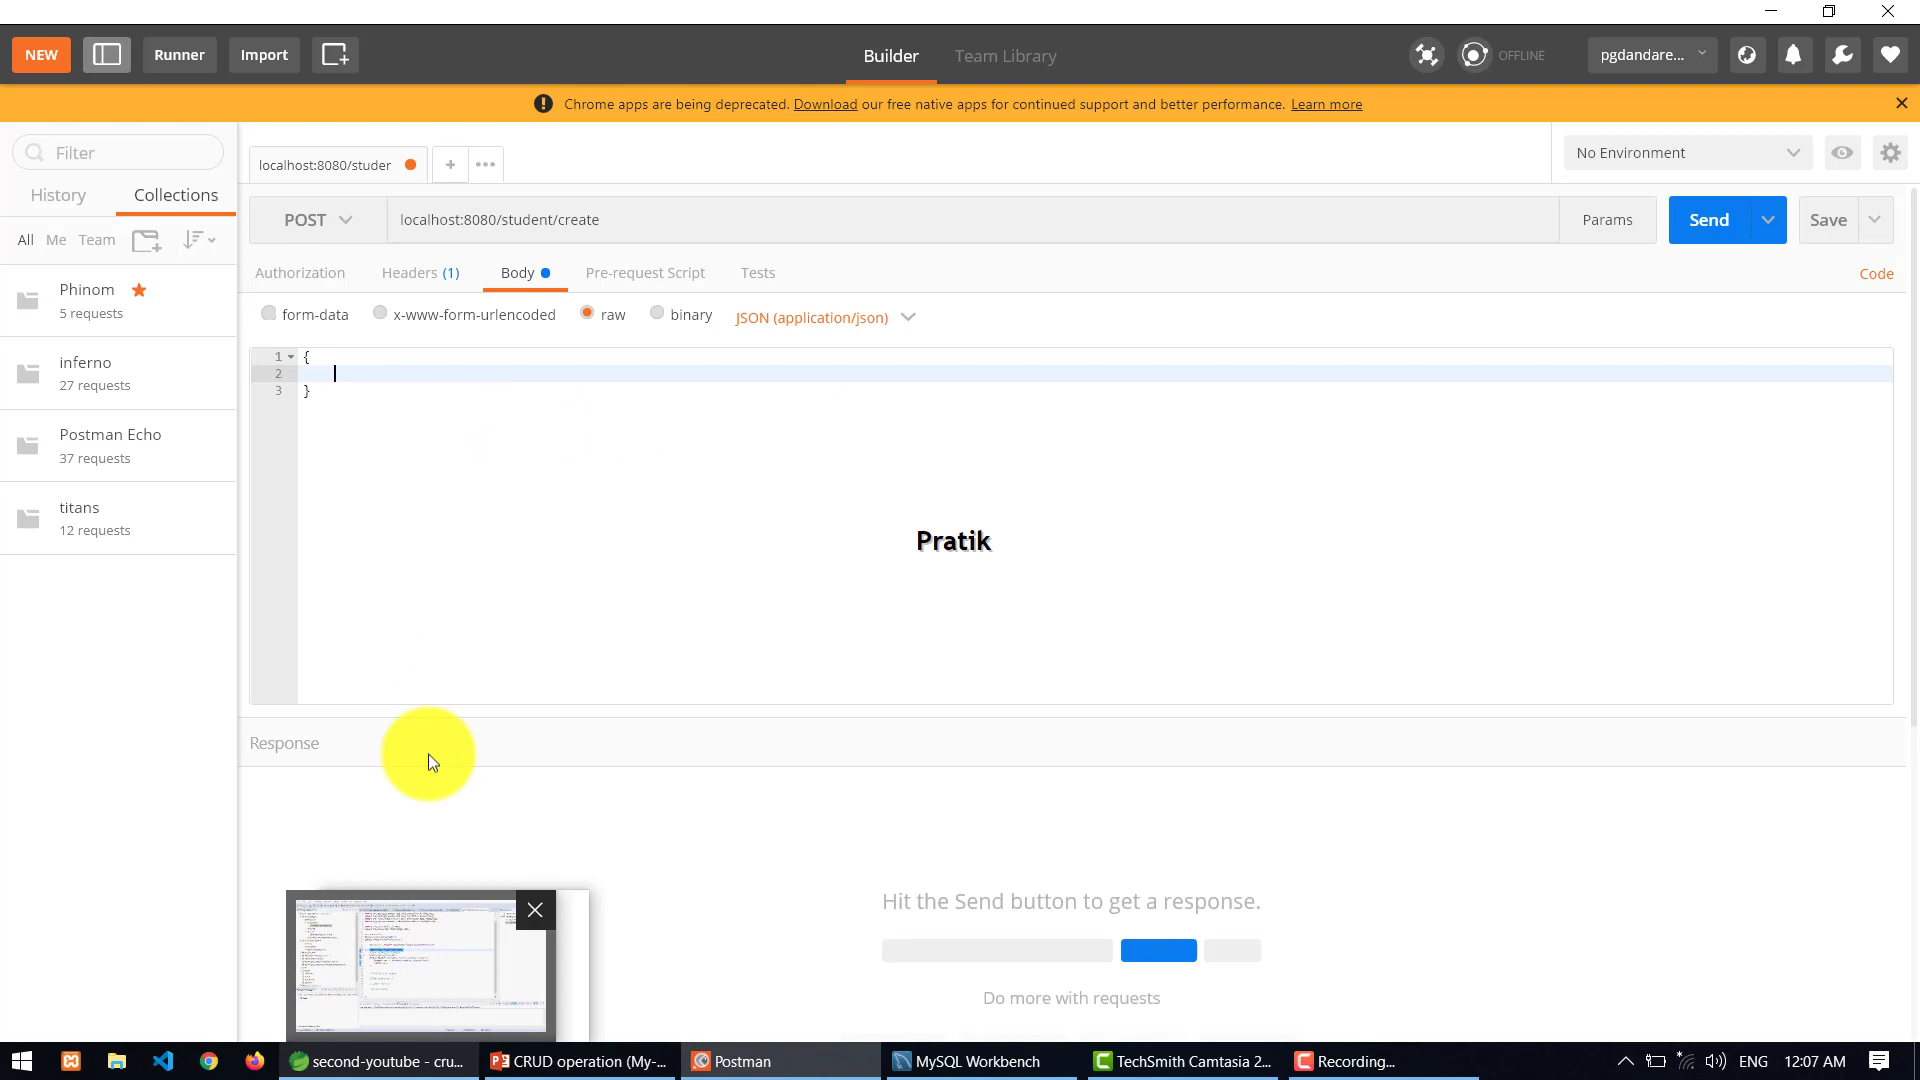 NEW
Runner
Import
Builder
Team Library
OFFLINE
pgdandare...
Chrome apps are being deprecated. Download our free native apps for continued support and better performance. Learn more
Filter
History
Collections
All
Me
Team
Phinom
5 requests
inferno
27 requests
Postman Echo
37 requests
titans
12 requests
localhost:8080/studer
No Environment
POST
localhost:8080/student/create
Params
Send
Save
Authorization
Headers (1)
Body
Pre-request Script
Tests
Code
form-data
x-www-form-urlencoded
raw
binary
JSON (application/json)
1 {
2
3 }
Pratik
Response
Hit the Send button to get a response.
Do more with requests
second-youtube - cru...
CRUD operation (My-...
Postman
MySQL Workbench
TechSmith Camtasia 2...
Recording...
ENG
12:07 AM